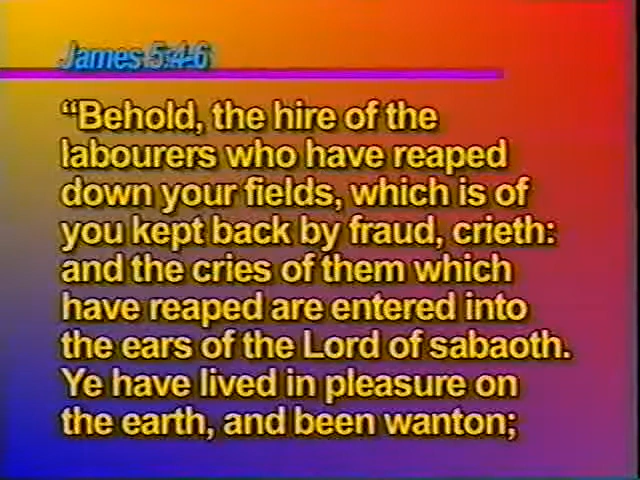 James 5:4-6
“Behold, the hire of the
labourers who have reaped
down your fields, which is of
you kept back by fraud, crieth:
and the cries of them which
have reaped are entered into
the ears of the Lord of sabaoth.
Ye have lived in pleasure on
the earth, and been wanton;